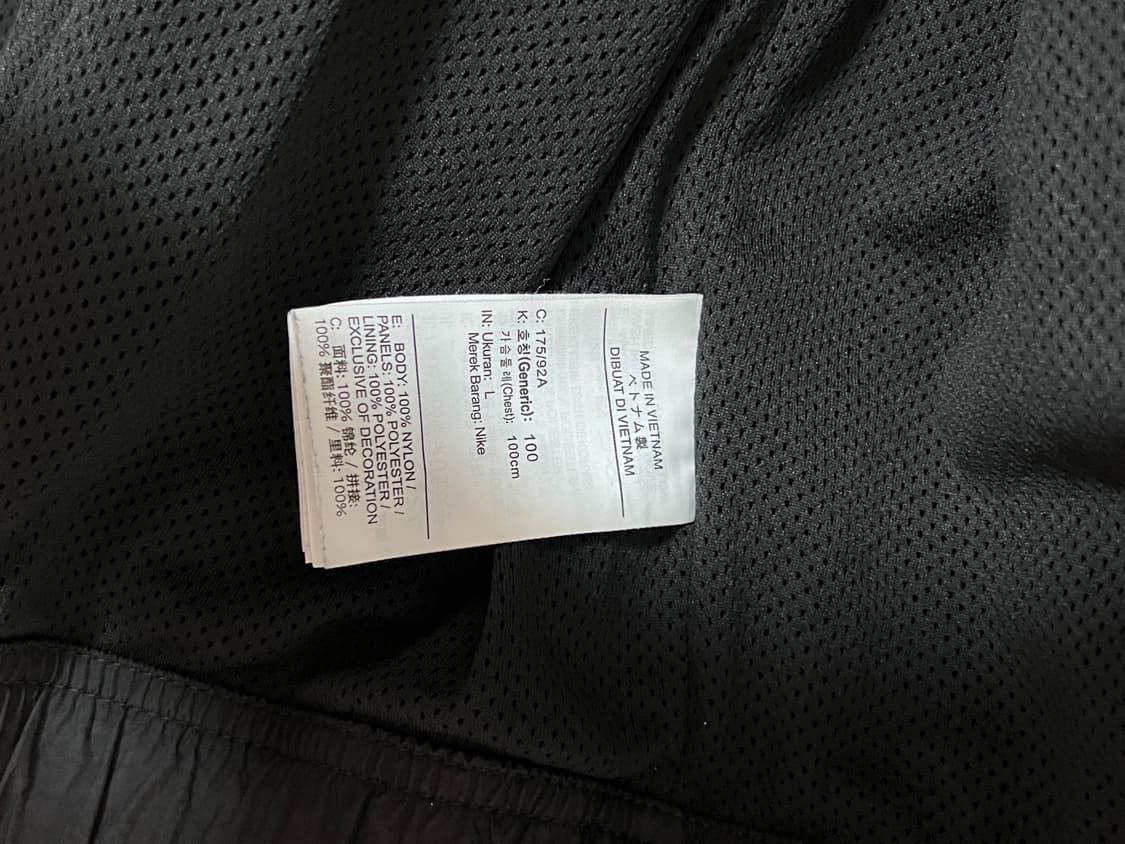 MADE IN VIETNAM
ベトナム製
DIBUAT DI VIETNAM
C: 175/92A
K: 호칭(Generic): 100
가슴둘레(Chest): 100cm
IN: Ukuran: L
Merek Barang: Nike
E: BODY: 100% NYLON /
PANELS: 100% POLYESTER /
LINING: 100% POLYESTER /
EXCLUSIVE OF DECORATION
C: 面料: 100% 锦纶 / 拼接:
100% 聚酯纤维 / 里料: 100%